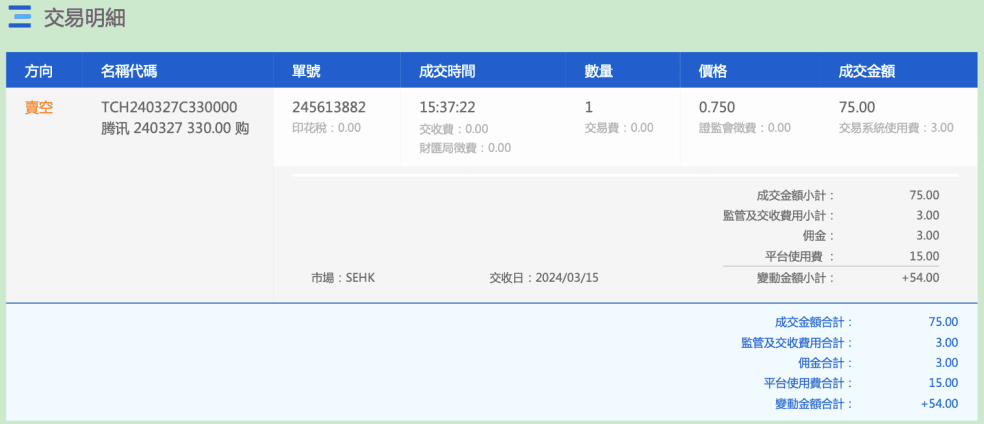 交易明細
方向 名稱代碼 單號 成交時間 數量 價格 成交金額
賣空 TCH240327C330000 245613882 15:37:22 1 0.750 75.00
腾讯 240327 330.00 购 印花稅：0.00 交收費：0.00 交易費：0.00 證監會徵費：0.00 交易系統使用費：3.00
財匯局徵費：0.00
成交金額小計： 75.00
監管及交收費用小計： 3.00
佣金： 3.00
平台使用費 ： 15.00
市場：SEHK 交收日：2024/03/15 變動金額小計： +54.00
成交金額合計： 75.00
監管及交收費用合計： 3.00
佣金合計： 3.00
平台使用費合計： 15.00
變動金額合計： +54.00